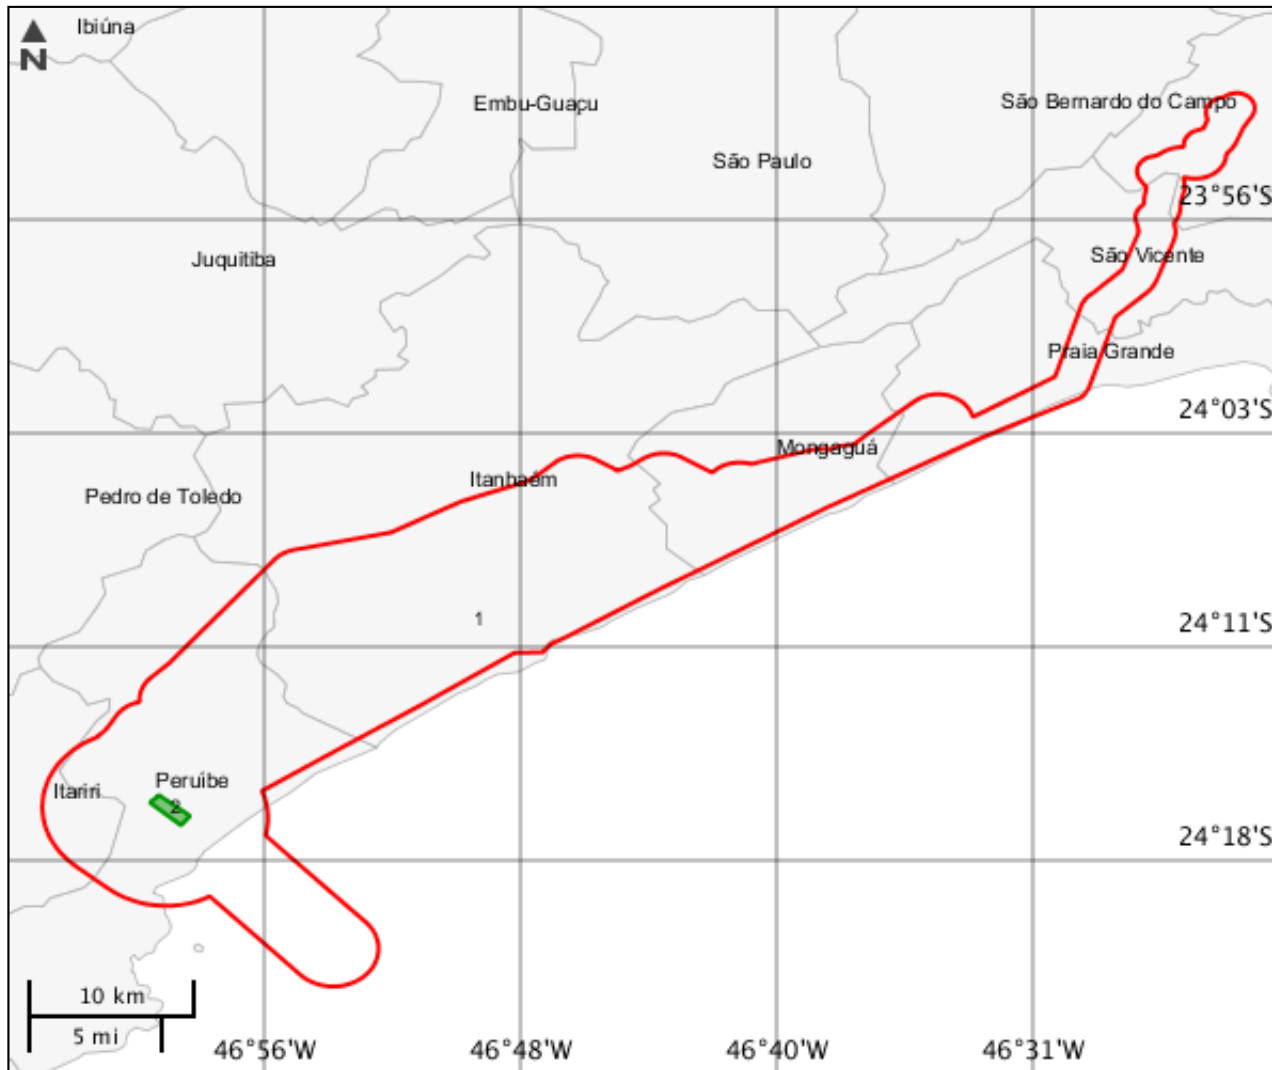 Ibiúna
N
Embu-Guaçu
São Bernardo do Campo
São Paulo
23°56'S
Juquitiba
São Vicente
Praia Grande
24°03'S
Mongaguá
Itanhaém
Pedro de Toledo
1
24°11'S
Peruíbe
Itariri
2
24°18'S
10 km
5 mi
46°56'W
46°48'W
46°40'W
46°31'W